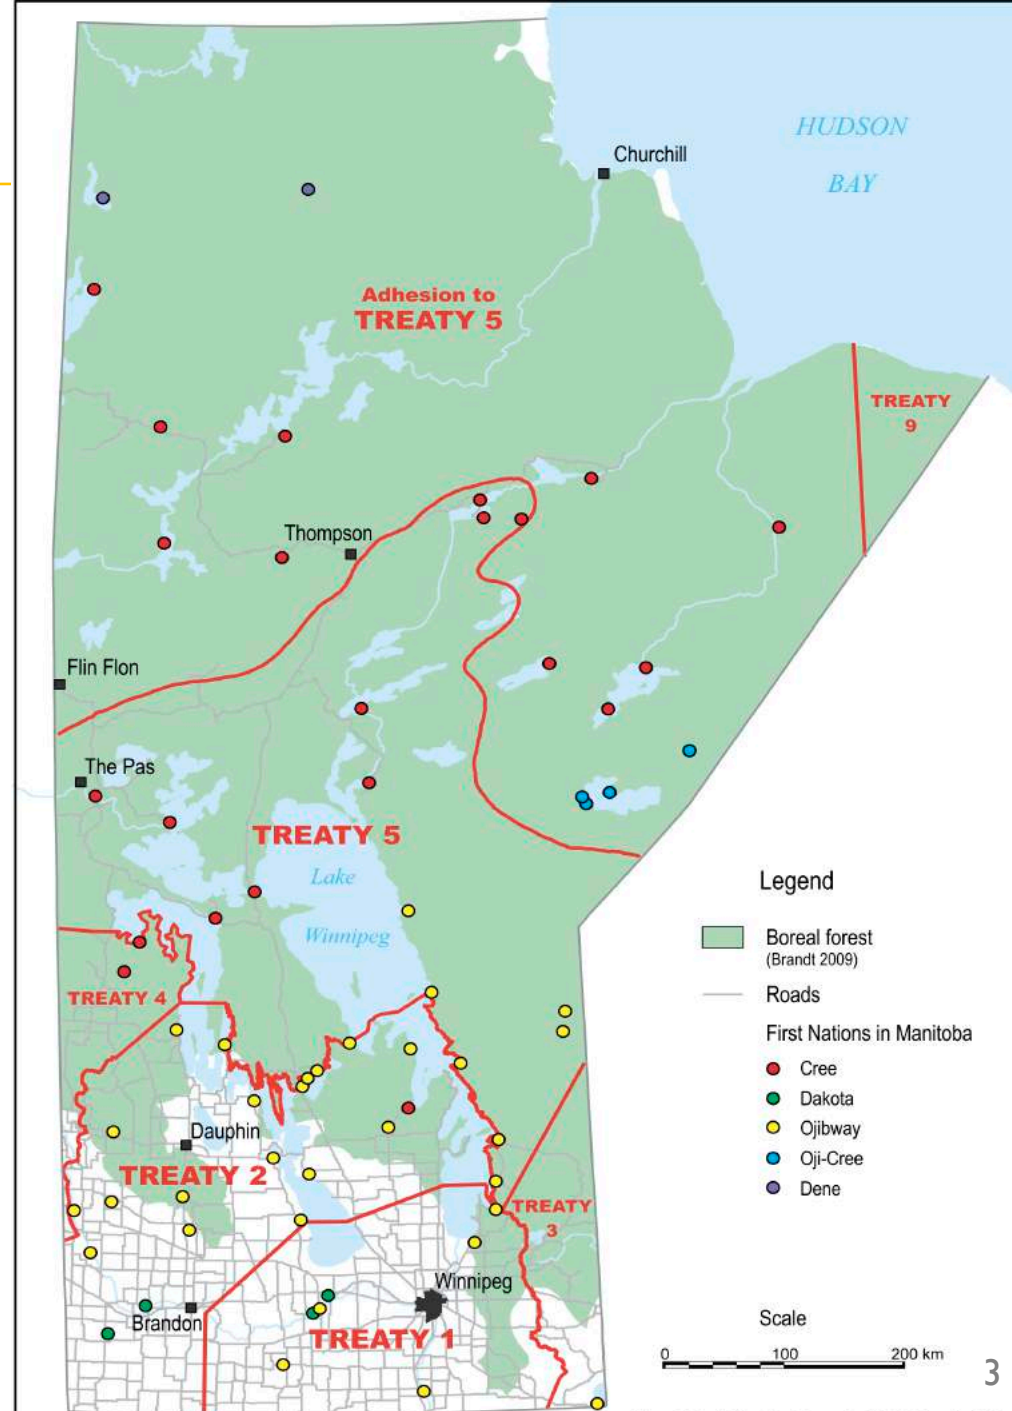 HUDSON
BAY
Churchill
Adhesion to
TREATY 5
TREATY
9
Thompson
Flin Flon
The Pas
TREATY 5
Lake
Winnipeg
TREATY 4
Dauphin
TREATY 2
TREATY
3
Winnipeg
Brandon
TREATY 1
Legend
Boreal forest
(Brandt 2009)
Roads
First Nations in Manitoba
Cree
Dakota
Ojibway
Oji-Cree
Dene
Scale
0 100 200 km
3